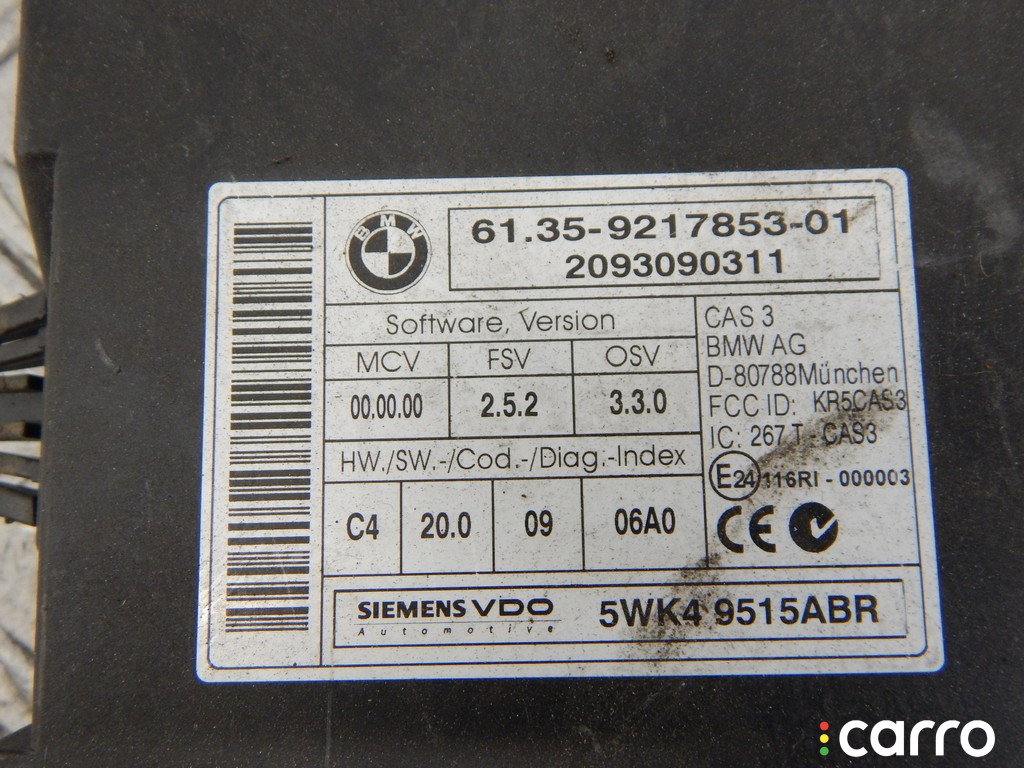 BMW
61.35-9217853-01
2093090311
Software, Version
MCV FSV OSV
00.00.00 2.5.2 3.3.0
HW./SW.-/Cod.-/Diag.-Index
C4 20.0 09 06A0
CAS 3
BMW AG
D-80788 München
FCC ID: KR5CAS3
IC: 267 T - CAS3
E24 116RI - 000003
CE
SIEMENS VDO
Automotive
5WK4 9515ABR
carro